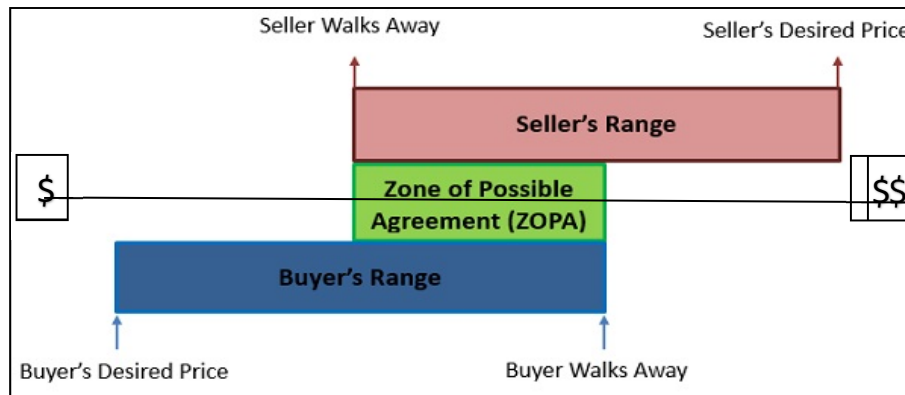 Seller Walks Away
Seller's Desired Price
Seller's Range
$
Zone of Possible
Agreement (ZOPA)
$$
Buyer's Range
Buyer's Desired Price
Buyer Walks Away